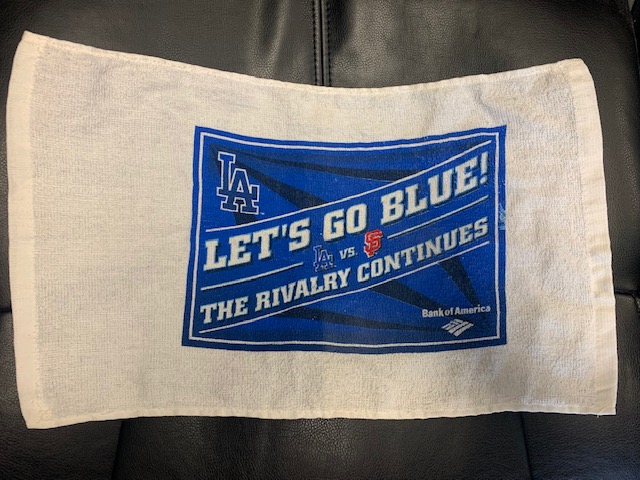 LA
LET'S GO BLUE!
LA VS. SF
THE RIVALRY CONTINUES
Bank of America